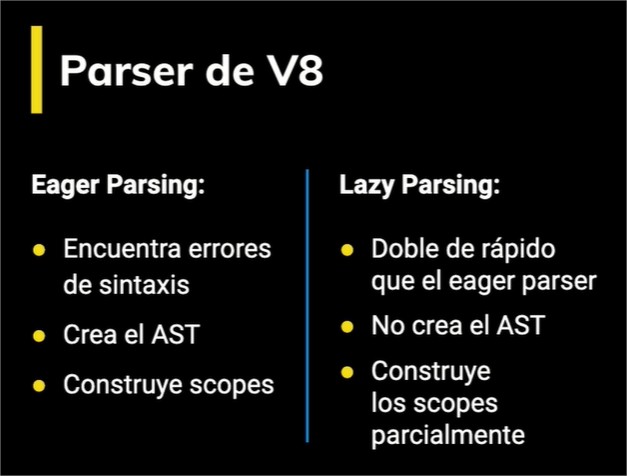 Parser de V8
Eager Parsing:
Encuentra errores
de sintaxis
Crea el AST
Construye scopes
Lazy Parsing:
Doble de rápido
que el eager parser
No crea el AST
Construye
los scopes
parcialmente